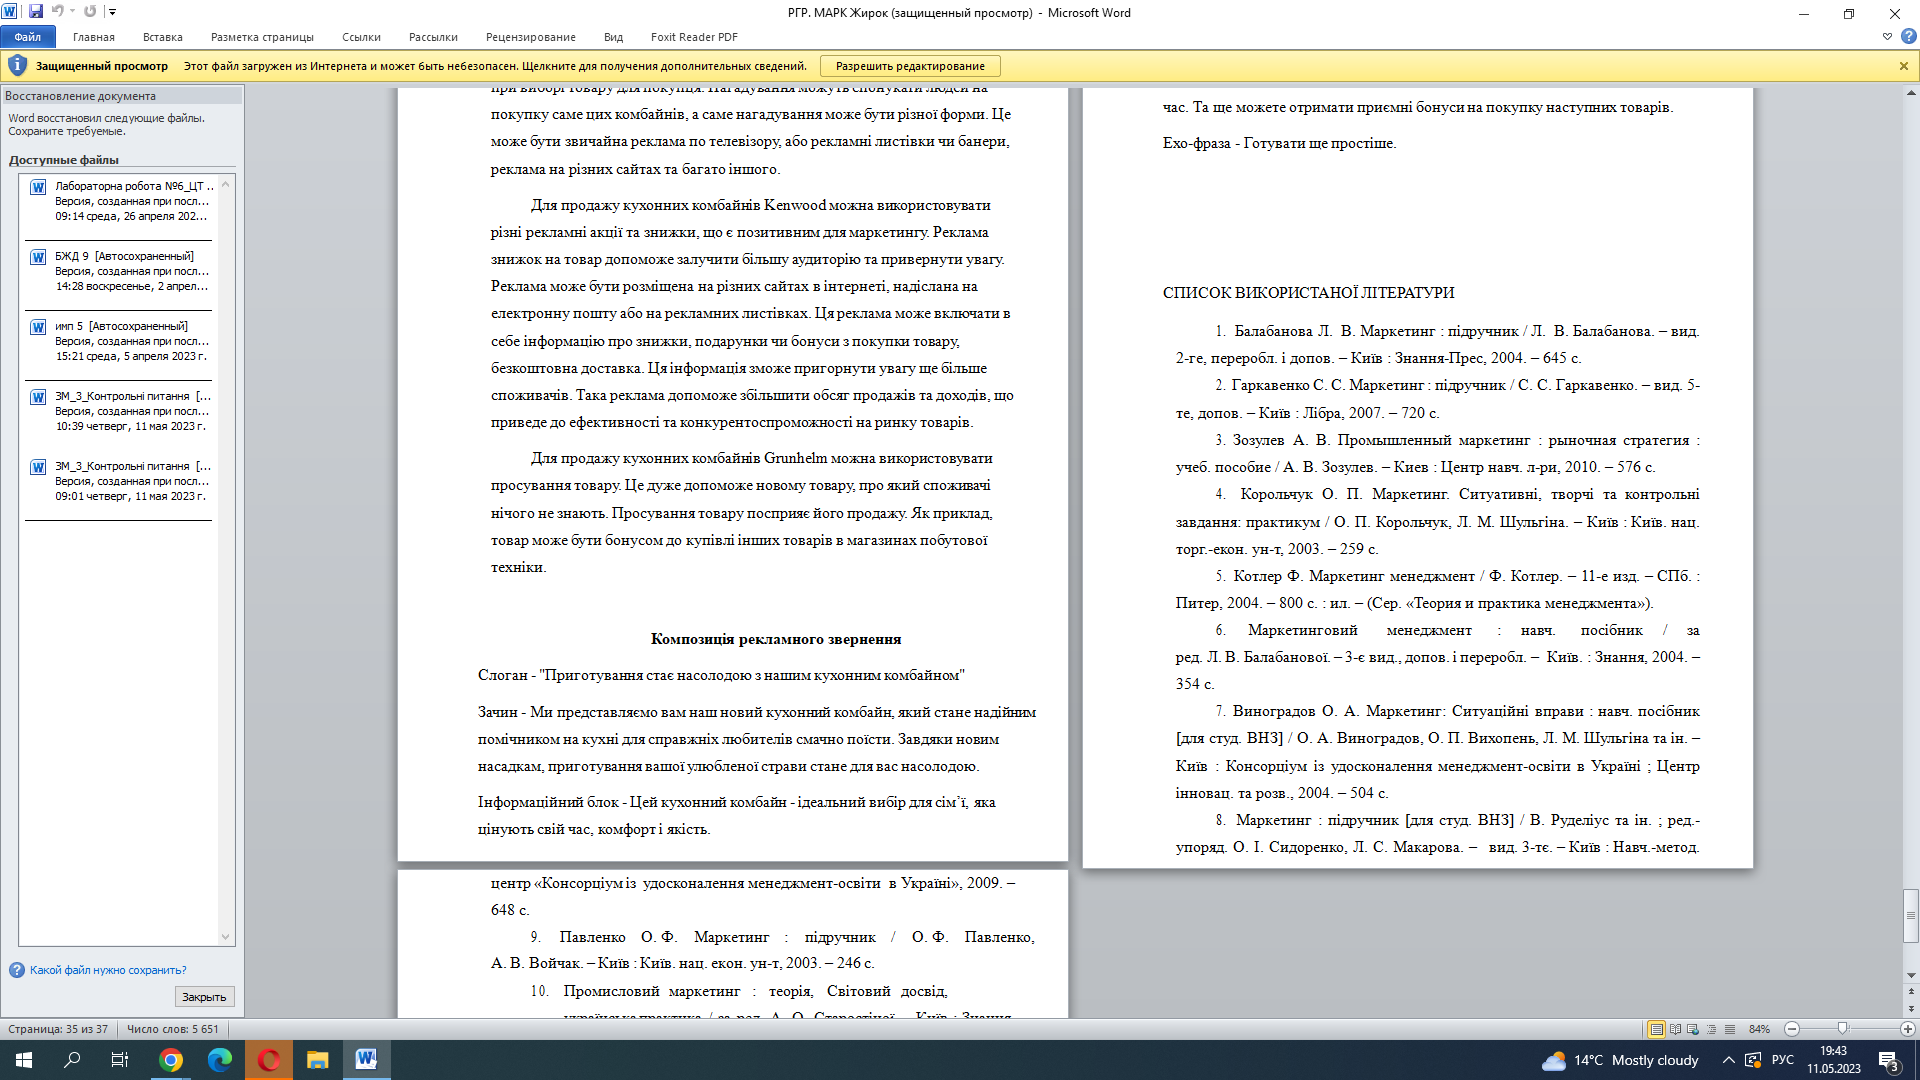 РГР. МАРК Жирок (защищенный просмотр) - Microsoft Word
Файл Главная Вставка Разметка страницы Ссылки Рассылки Рецензирование Вид Foxit Reader PDF
Защищенный просмотр Этот файл загружен из Интернета и может быть небезопасен. Щелкните для получения дополнительных сведений. Разрешить редактирование
Восстановление документа
Word восстановил следующие файлы.
Сохраните требуемые.
Доступные файлы
Лабораторна робота №6_ЦТ ..
Версия, созданная при посл...
09:14 среда, 26 апреля 202...
БЖД 9 [Автосохраненный]
Версия, созданная при посл...
14:28 воскресенье, 2 апрел...
имп 5 [Автосохраненный]
Версия, созданная при посл...
15:21 среда, 5 апреля 2023 г.
ЗМ_3_Контрольні питання [...
Версия, созданная при посл...
10:39 четверг, 11 мая 2023 г.
ЗМ_3_Контрольні питання [...
Версия, созданная при посл...
09:01 четверг, 11 мая 2023 г.
Какой файл нужно сохранить?
Закрыть
при виборі товару для покупця. Нагадування можуть спонукати людей на
покупку саме цих комбайнів, а саме нагадування може бути різної форми. Це
може бути звичайна реклама по телевізору, або рекламні листівки чи банери,
реклама на різних сайтах та багато іншого.
Для продажу кухонних комбайнів Kenwood можна використовувати
різні рекламні акції та знижки, що є позитивним для маркетингу. Реклама
знижок на товар допоможе залучити більшу аудиторію та привернути увагу.
Реклама може бути розміщена на різних сайтах в інтернеті, надіслана на
електронну пошту або на рекламних листівках. Ця реклама може включати в
себе інформацію про знижки, подарунки чи бонуси з покупки товару,
безкоштовна доставка. Ця інформація зможе пригорнути увагу ще більше
споживачів. Така реклама допоможе збільшити обсяг продажів та доходів, що
приведе до ефективності та конкурентоспроможності на ринку товарів.
Для продажу кухонних комбайнів Grunhelm можна використовувати
просування товару. Це дуже допоможе новому товару, про який споживачі
нічого не знають. Просування товару посприяє його продажу. Як приклад,
товар може бути бонусом до купівлі інших товарів в магазинах побутової
техніки.
Композиція рекламного звернення
Слоган - "Приготування стає насолодою з нашим кухонним комбайном"
Зачин - Ми представляємо вам наш новий кухонний комбайн, який стане надійним
помічником на кухні для справжніх любителів смачно поїсти. Завдяки новим
насадкам, приготування вашої улюбленої страви стане для вас насолодою.
Інформаційний блок - Цей кухонний комбайн - ідеальний вибір для сім’ї, яка
цінують свій час, комфорт і якість.
час. Та ще можете отримати приємні бонуси на покупку наступних товарів.
Ехо-фраза - Готувати ще простіше.
СПИСОК ВИКОРИСТАНОЇ ЛІТЕРАТУРИ
1. Балабанова Л. В. Маркетинг : підручник / Л. В. Балабанова. – вид.
2-ге, переробл. і допов. – Київ : Знання-Прес, 2004. – 645 с.
2. Гаркавенко С. С. Маркетинг : підручник / С. С. Гаркавенко. – вид. 5-
те, допов. – Київ : Лібра, 2007. – 720 с.
3. Зозулев А. В. Промышленный маркетинг : рыночная стратегия :
учеб. пособие / А. В. Зозулев. – Киев : Центр навч. л-ри, 2010. – 576 с.
4. Корольчук О. П. Маркетинг. Ситуативні, творчі та контрольні
завдання: практикум / О. П. Корольчук, Л. М. Шульгіна. – Київ : Київ. нац.
торг.-екон. ун-т, 2003. – 259 с.
5. Котлер Ф. Маркетинг менеджмент / Ф. Котлер. – 11-е изд. – СПб. :
Питер, 2004. – 800 с. : ил. – (Сер. «Теория и практика менеджмента»).
6. Маркетинговий менеджмент : навч. посібник / за
ред. Л. В. Балабанової. – 3-є вид., допов. і переробл. – Київ. : Знання, 2004. –
354 с.
7. Виноградов О. А. Маркетинг: Ситуаційні вправи : навч. посібник
[для студ. ВНЗ] / О. А. Виноградов, О. П. Вихопень, Л. М. Шульгіна та ін. –
Київ : Консорціум із удосконалення менеджмент-освіти в Україні ; Центр
інновац. та розв., 2004. – 504 с.
8. Маркетинг : підручник [для студ. ВНЗ] / В. Руделіус та ін. ; ред.-
упоряд. О. І. Сидоренко, Л. С. Макарова. – вид. 3-тє. – Київ : Навч.-метод.
центр «Консорціум із удосконалення менеджмент-освіти в Україні», 2009. –
648 с.
9. Павленко О. Ф. Маркетинг : підручник / О. Ф. Павленко,
А. В. Войчак. – Київ : Київ. нац. екон. ун-т, 2003. – 246 с.
10. Промисловий маркетинг : теорія, Світовий досвід,
українська практика / за ред. А. О. Старостіної. – Київ : Знання,
Страница: 35 из 37 Число слов: 5 651 84%
14°C Mostly cloudy РУС 19:43
11.05.2023 3